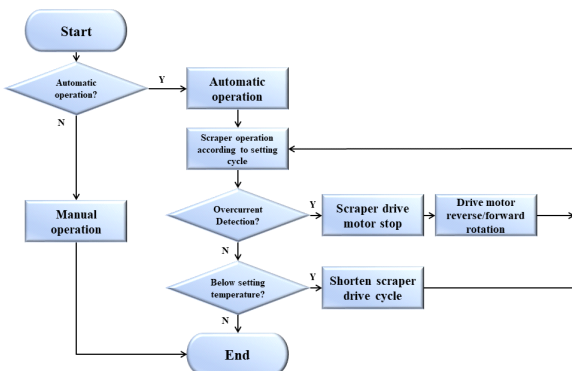 Start
Automatic
operation?
Y
N
Automatic
operation
Scraper operation
according to setting
cycle
Manual
operation
Overcurrent
Detection?
Y
N
Scraper drive
motor stop
Drive motor
reverse/forward
rotation
Below setting
temperature?
Y
N
Shorten scraper
drive cycle
End